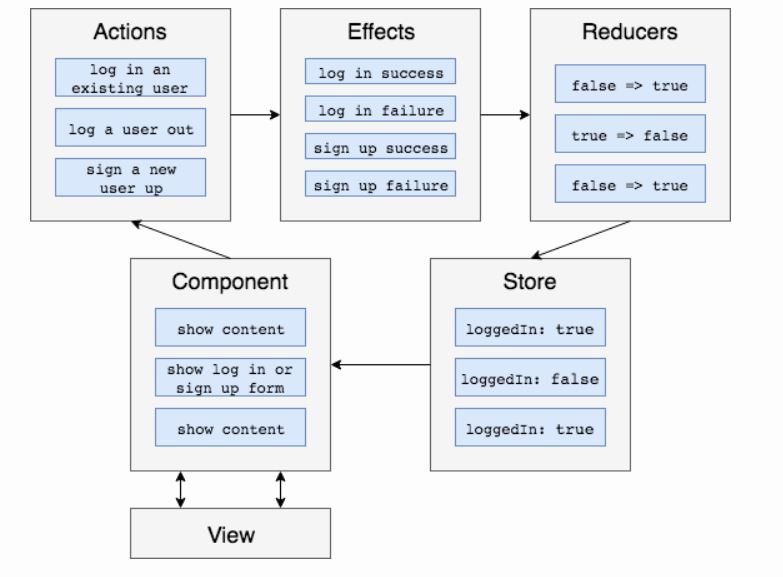 Actions
log in an
existing user
log a user out
sign a new
user up
Effects
log in success
log in failure
sign up success
sign up failure
Reducers
false => true
true => false
false => true
Component
show content
show log in or
sign up form
show content
Store
loggedIn: true
loggedIn: false
loggedIn: true
View